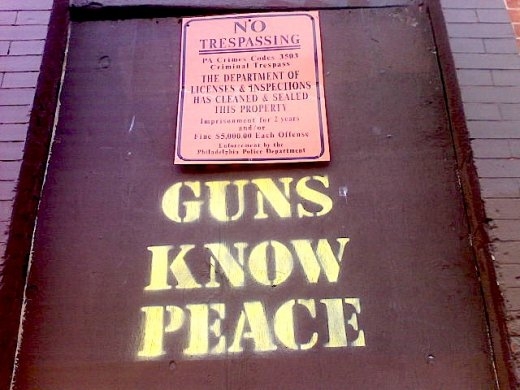 NO
TRESPASSING
PA Crimes Codes 3503
Criminal Trespass
THE DEPARTMENT OF
LICENSES & INSPECTIONS
HAS CLEANED & SEALED
THIS PROPERTY
Imprisonment for 2 years
and/or
Fine $5,000.00 Each Offense
Enforcement by the
Philadelphia Police Department
GUNS
KNOW
PEACE